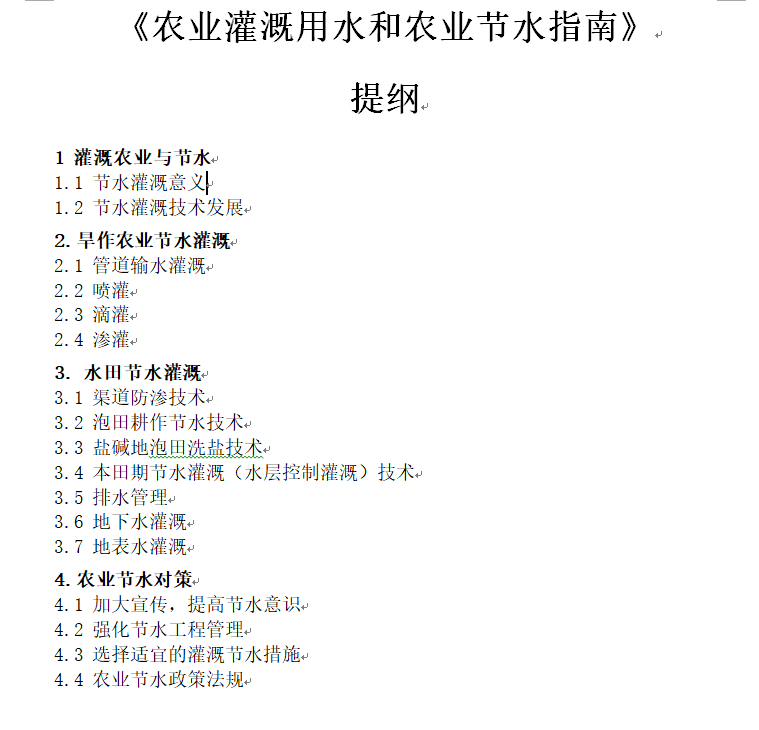 《农业灌溉用水和农业节水指南》
提纲
1 灌溉农业与节水
1.1 节水灌溉意义
1.2 节水灌溉技术发展
2. 旱作农业节水灌溉
2.1 管道输水灌溉
2.2 喷灌
2.3 滴灌
2.4 渗灌
3. 水田节水灌溉
3.1 渠道防渗技术
3.2 泡田耕作节水技术
3.3 盐碱地泡田洗盐技术
3.4 本田期节水灌溉（水层控制灌溉）技术
3.5 排水管理
3.6 地下水灌溉
3.7 地表水灌溉
4. 农业节水对策
4.1 加大宣传，提高节水意识
4.2 强化节水工程管理
4.3 选择适宜的灌溉节水措施
4.4 农业节水政策法规